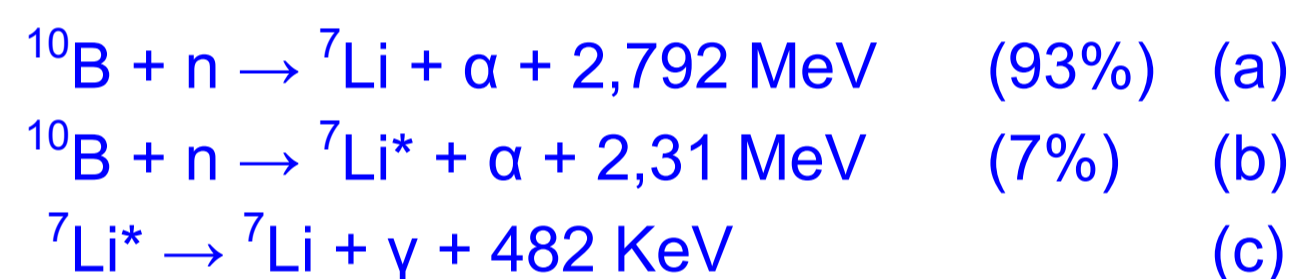 ¹⁰B + n → ⁷Li + α + 2,792 MeV (93%) (a)
¹⁰B + n → ⁷Li* + α + 2,31 MeV (7%) (b)
⁷Li* → ⁷Li + γ + 482 KeV (c)